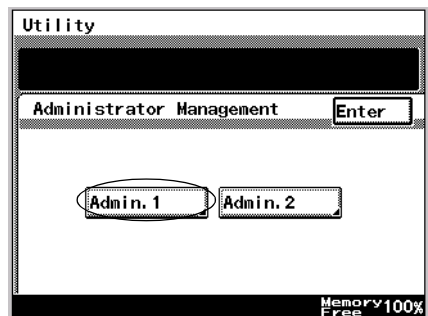 Utility
Administrator Management
Enter
Admin.1
Admin.2
Memory
Free 100%